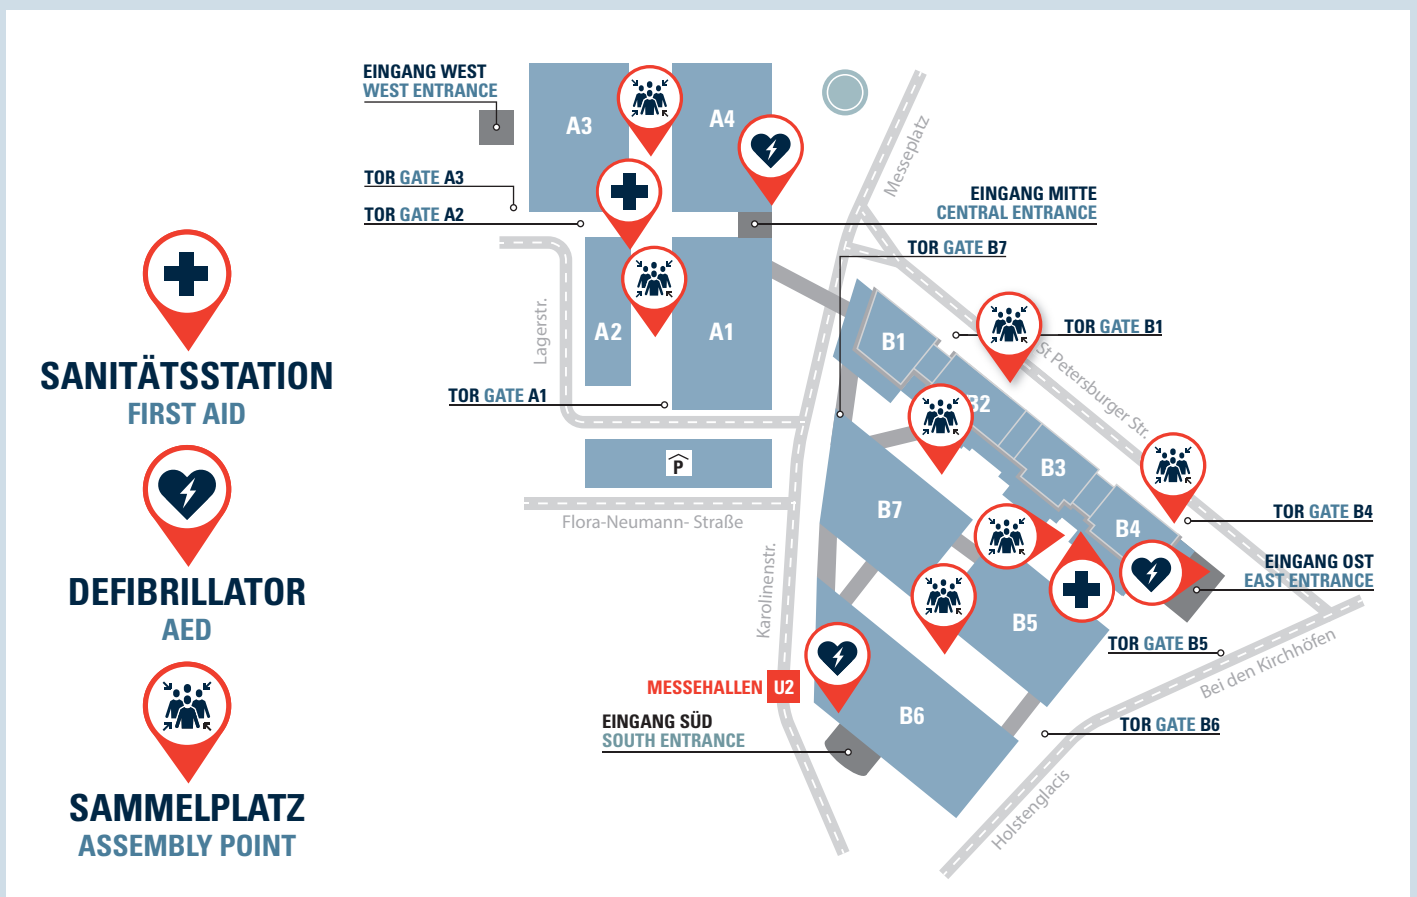 EINGANG WEST
WEST ENTRANCE
A3
A4
TOR GATE A3
TOR GATE A2
Messeplatz
EINGANG MITTE
CENTRAL ENTRANCE
TOR GATE B7
Lagerstr.
A2
A1
B1
TOR GATE B1
St Petersburger Str.
SANITÄTSSTATION
FIRST AID
TOR GATE A1
B2
P
B3
Flora-Neumann- Straße
B7
B4
TOR GATE B4
Karolinenstr.
EINGANG OST
EAST ENTRANCE
DEFIBRILLATOR
AED
B5
TOR GATE B5
Bei den Kirchhöfen
MESSEHALLEN U2
B6
EINGANG SÜD
SOUTH ENTRANCE
TOR GATE B6
Holstenglacis
SAMMELPLATZ
ASSEMBLY POINT